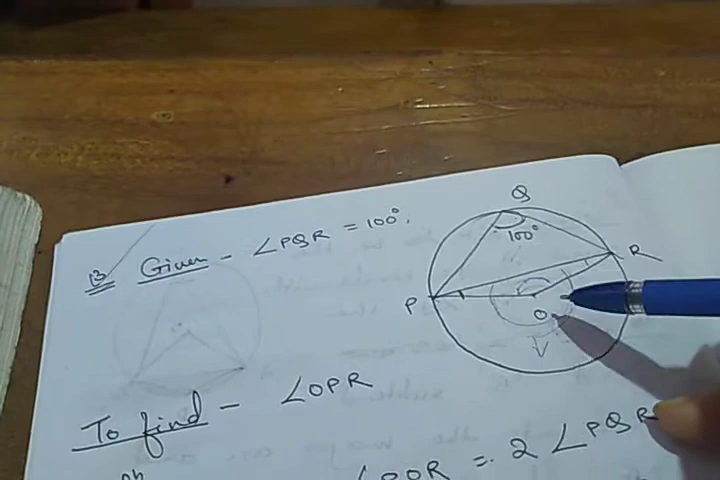 13
Given - ∠PQR = 100°,
Q
100°
R
P
O
To find - ∠OPR
∠POR = 2 ∠PQR